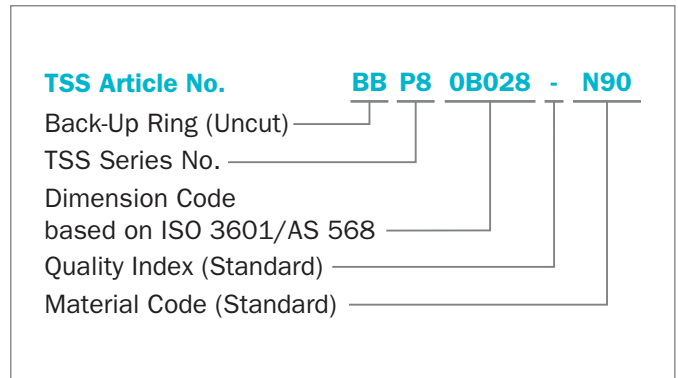 TSS Article No. BB P8 0B028 - N90
Back-Up Ring (Uncut)
TSS Series No.
Dimension Code
based on ISO 3601/AS 568
Quality Index (Standard)
Material Code (Standard)